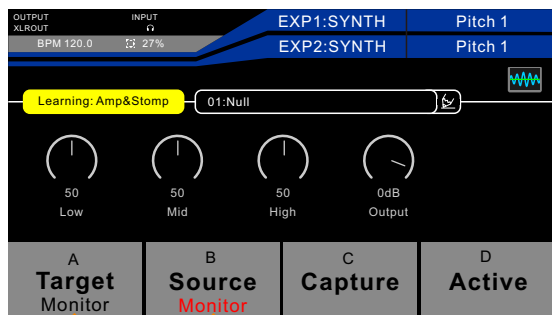 OUTPUT
XLROUT
INPUT
BPM 120.0
27%
EXP1:SYNTH
Pitch 1
EXP2:SYNTH
Pitch 1
Learning: Amp&Stomp
01:Null
50
50
50
0dB
Low
Mid
High
Output
A
Target
Monitor
B
Source
Monitor
C
Capture
D
Active